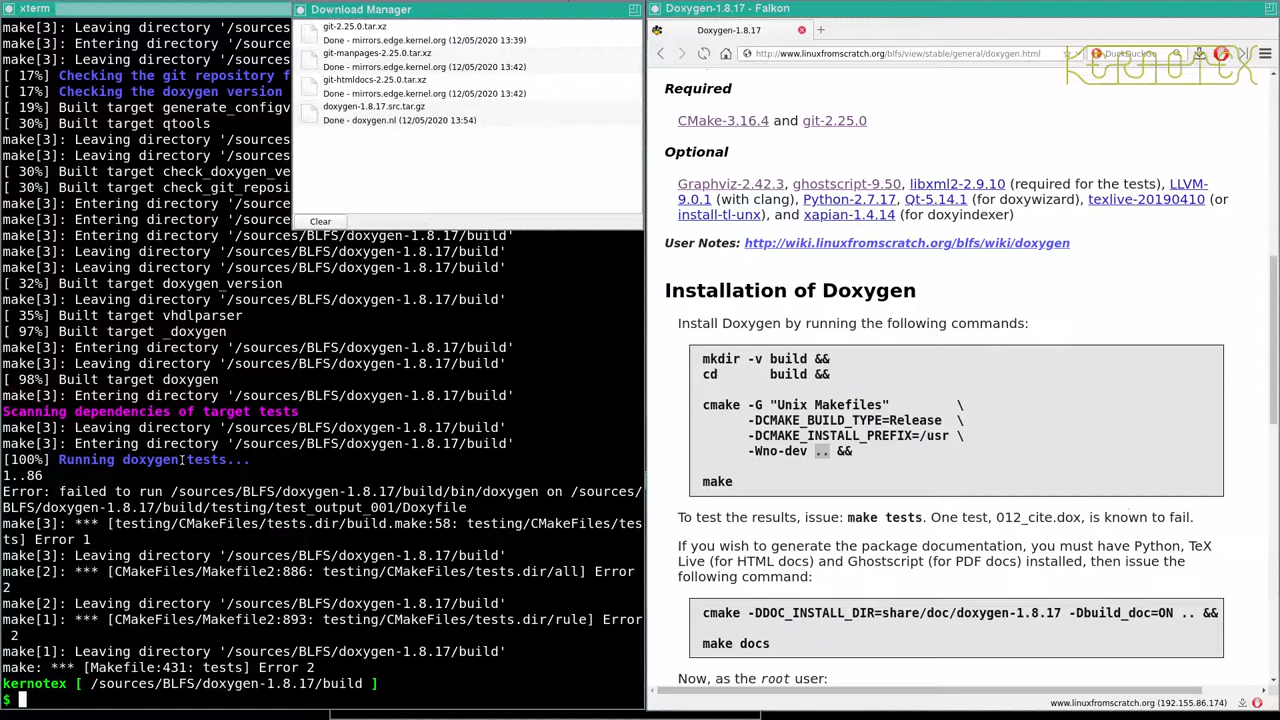 xterm
make[3]: Leaving directory '/sources
make[3]: Entering directory '/sources
make[3]: Leaving directory '/sources
[ 17%] Checking the git repository f
[ 17%] Checking the doxygen version
[ 19%] Built target generate_configv
[ 30%] Built target qtools
make[3]: Leaving directory '/sources
make[3]: Entering directory '/sources
[ 30%] Built target check_doxygen_ve
[ 30%] Built target check_git_reposi
make[3]: Entering directory '/sources
make[3]: Entering directory '/sources
make[3]: Leaving directory '/sources/BLFS/doxygen-1.8.17/build'
make[3]: Leaving directory '/sources/BLFS/doxygen-1.8.17/build'
make[3]: Leaving directory '/sources/BLFS/doxygen-1.8.17/build'
[ 32%] Built target doxygen_version
make[3]: Leaving directory '/sources/BLFS/doxygen-1.8.17/build'
[ 35%] Built target vhdlparser
[ 97%] Built target _doxygen
make[3]: Entering directory '/sources/BLFS/doxygen-1.8.17/build'
make[3]: Leaving directory '/sources/BLFS/doxygen-1.8.17/build'
[ 98%] Built target doxygen
make[3]: Entering directory '/sources/BLFS/doxygen-1.8.17/build'
Scanning dependencies of target tests
make[3]: Leaving directory '/sources/BLFS/doxygen-1.8.17/build'
make[3]: Entering directory '/sources/BLFS/doxygen-1.8.17/build'
[100%] Running doxygen tests...
1..86
Error: failed to run /sources/BLFS/doxygen-1.8.17/build/bin/doxygen on /sources/
BLFS/doxygen-1.8.17/build/testing/test_output_001/Doxyfile
make[3]: *** [testing/CMakeFiles/tests.dir/build.make:58: testing/CMakeFiles/tes
ts] Error 1
make[3]: Leaving directory '/sources/BLFS/doxygen-1.8.17/build'
make[2]: *** [CMakeFiles/Makefile2:886: testing/CMakeFiles/tests.dir/all] Error
2
make[2]: Leaving directory '/sources/BLFS/doxygen-1.8.17/build'
make[1]: *** [CMakeFiles/Makefile2:893: testing/CMakeFiles/tests.dir/rule] Error
2
make[1]: Leaving directory '/sources/BLFS/doxygen-1.8.17/build'
make: *** [Makefile:431: tests] Error 2
kernotex [ /sources/BLFS/doxygen-1.8.17/build ]
$
Download Manager
git-2.25.0.tar.xz
Done - mirrors.edge.kernel.org (12/05/2020 13:39)
git-manpages-2.25.0.tar.xz
Done - mirrors.edge.kernel.org (12/05/2020 13:42)
git-htmldocs-2.25.0.tar.xz
Done - mirrors.edge.kernel.org (12/05/2020 13:42)
doxygen-1.8.17.src.tar.gz
Done - doxygen.nl (12/05/2020 13:54)
Clear
Doxygen-1.8.17 - Falkon
Doxygen-1.8.17
http://www.linuxfromscratch.org/blfs/view/stable/general/doxygen.html
DuckDuckGo
KERNOTEX
Required
CMake-3.16.4 and git-2.25.0
Optional
Graphviz-2.42.3, ghostscript-9.50, libxml2-2.9.10 (required for the tests), LLVM-
9.0.1 (with clang), Python-2.7.17, Qt-5.14.1 (for doxywizard), texlive-20190410 (or
install-tl-unx), and xapian-1.4.14 (for doxyindexer)
User Notes: http://wiki.linuxfromscratch.org/blfs/wiki/doxygen
Installation of Doxygen
Install Doxygen by running the following commands:
mkdir -v build &&
cd build &&
cmake -G "Unix Makefiles" \
-DCMAKE_BUILD_TYPE=Release \
-DCMAKE_INSTALL_PREFIX=/usr \
-Wno-dev .. &&
make
To test the results, issue: make tests. One test, 012_cite.dox, is known to fail.
If you wish to generate the package documentation, you must have Python, TeX
Live (for HTML docs) and Ghostscript (for PDF docs) installed, then issue the
following command:
cmake -DDOC_INSTALL_DIR=share/doc/doxygen-1.8.17 -Dbuild_doc=ON .. &&
make docs
Now, as the root user:
www.linuxfromscratch.org (192.155.86.174)